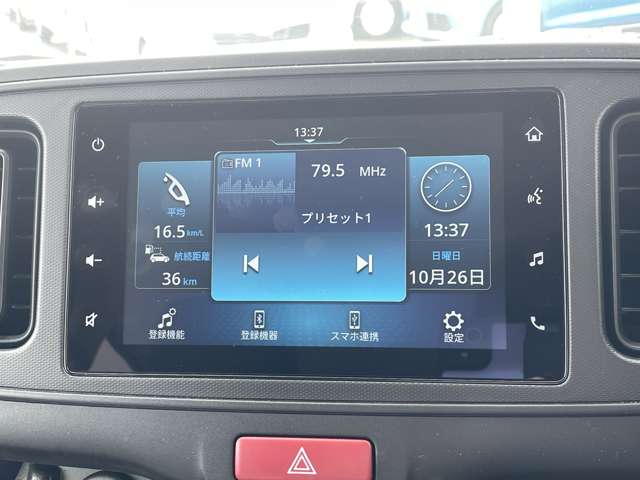 13:37
FM 1
79.5 MHz
プリセット1
平均
16.5 km/L
航続距離
36 km
13:37
日曜日
10月26日
登録機能
登録機器
スマホ連携
設定